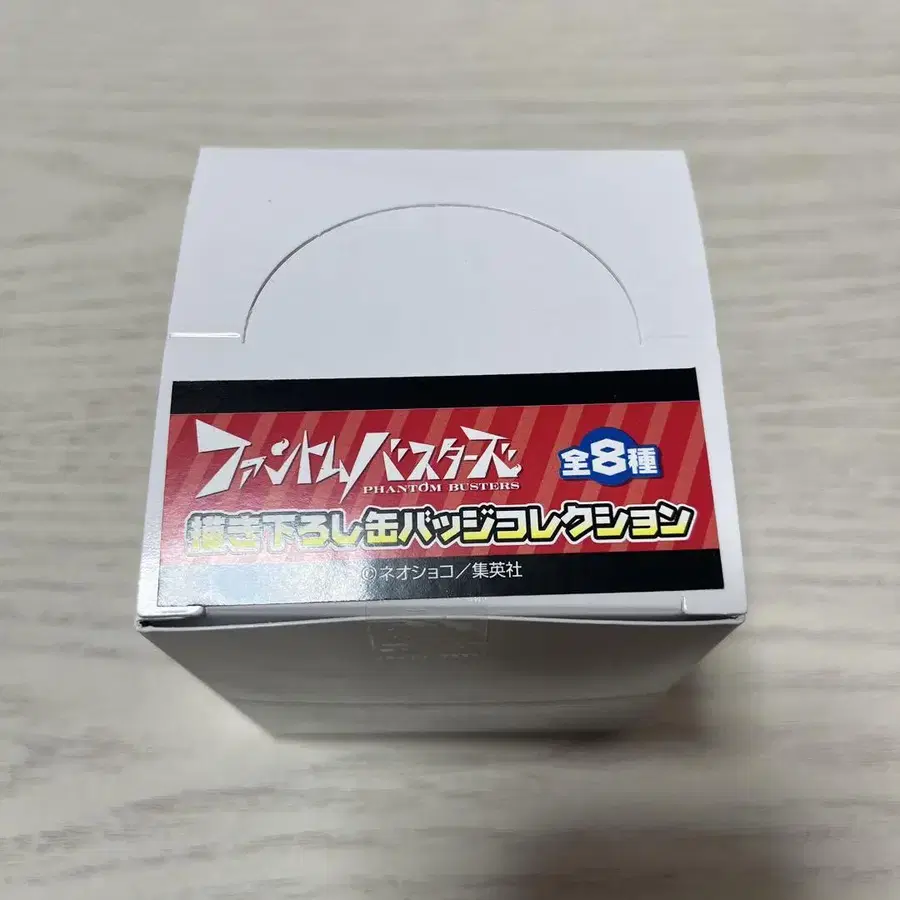 ファントムバスターズ
PHANTOM BUSTERS
全8種
描き下ろし缶バッジコレクション
©ネオショコ/集英社